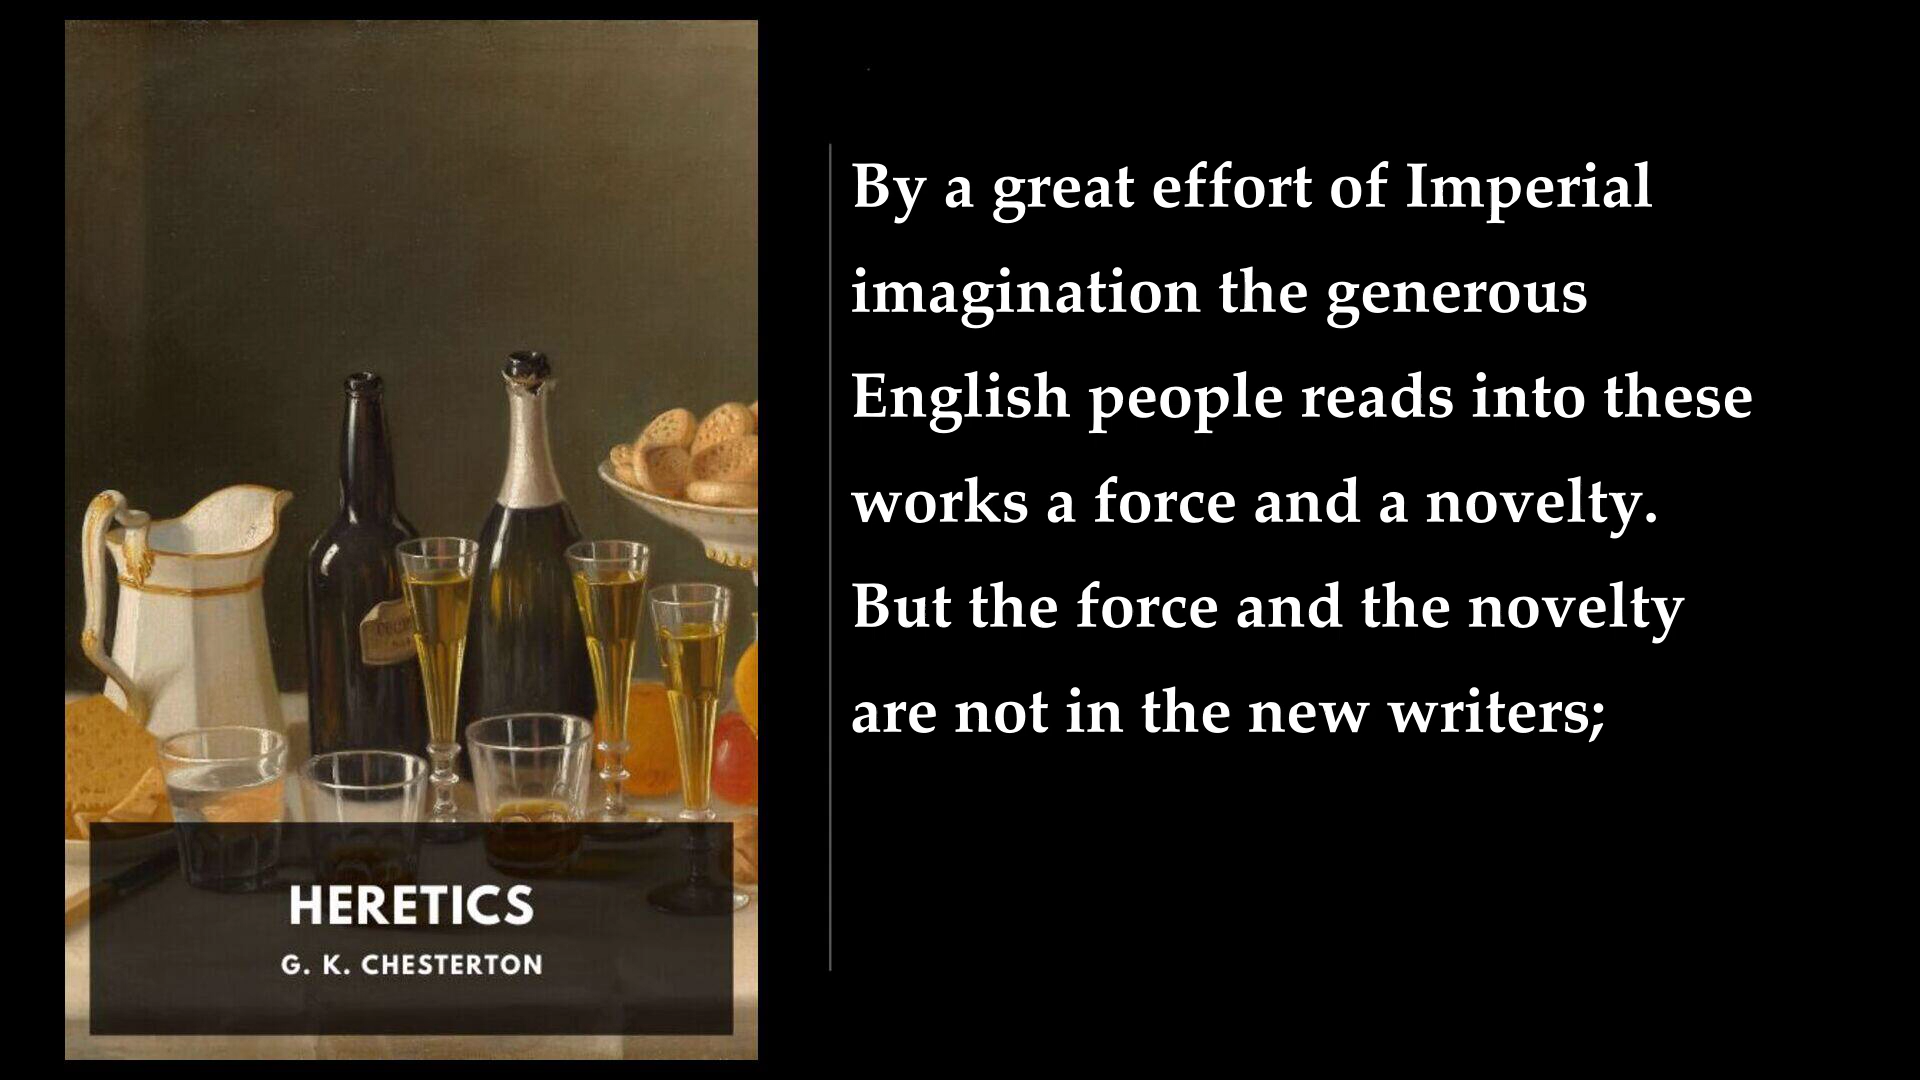 By a great effort of Imperial
imagination the generous
English people reads into these
works a force and a novelty.
But the force and the novelty
are not in the new writers;
HERETICS
G. K. CHESTERTON